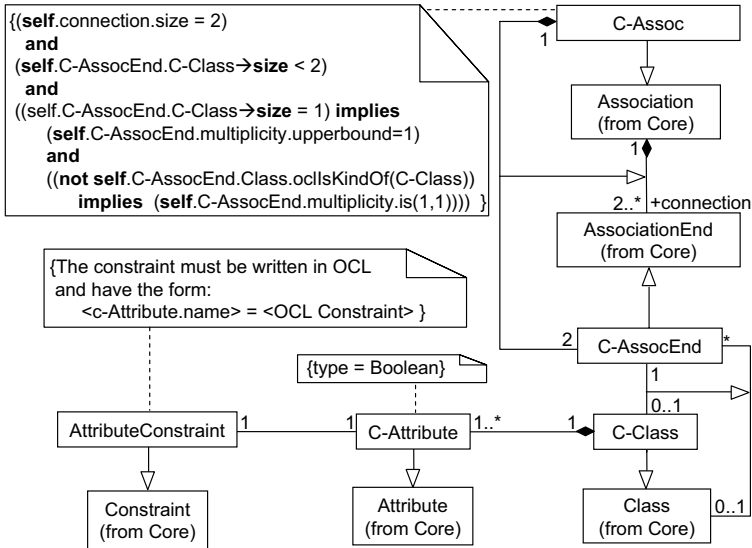 {(self.connection.size = 2)
and
(self.C-AssocEnd.C-Class→size < 2)
and
((self.C-AssocEnd.C-Class→size = 1) implies
(self.C-AssocEnd.multiplicity.upperbound=1)
and
((not self.C-AssocEnd.Class.oclIsKindOf(C-Class))
implies (self.C-AssocEnd.multiplicity.is(1,1)))) }
C-Assoc
1
Association
(from Core)
1
2..* +connection
AssociationEnd
(from Core)
{The constraint must be written in OCL
and have the form:
<c-Attribute.name> = <OCL Constraint> }
2
C-AssocEnd
*
1
0..1
{type = Boolean}
AttributeConstraint
1
1
C-Attribute
1..*
1
C-Class
Constraint
(from Core)
Attribute
(from Core)
Class
(from Core)
0..1